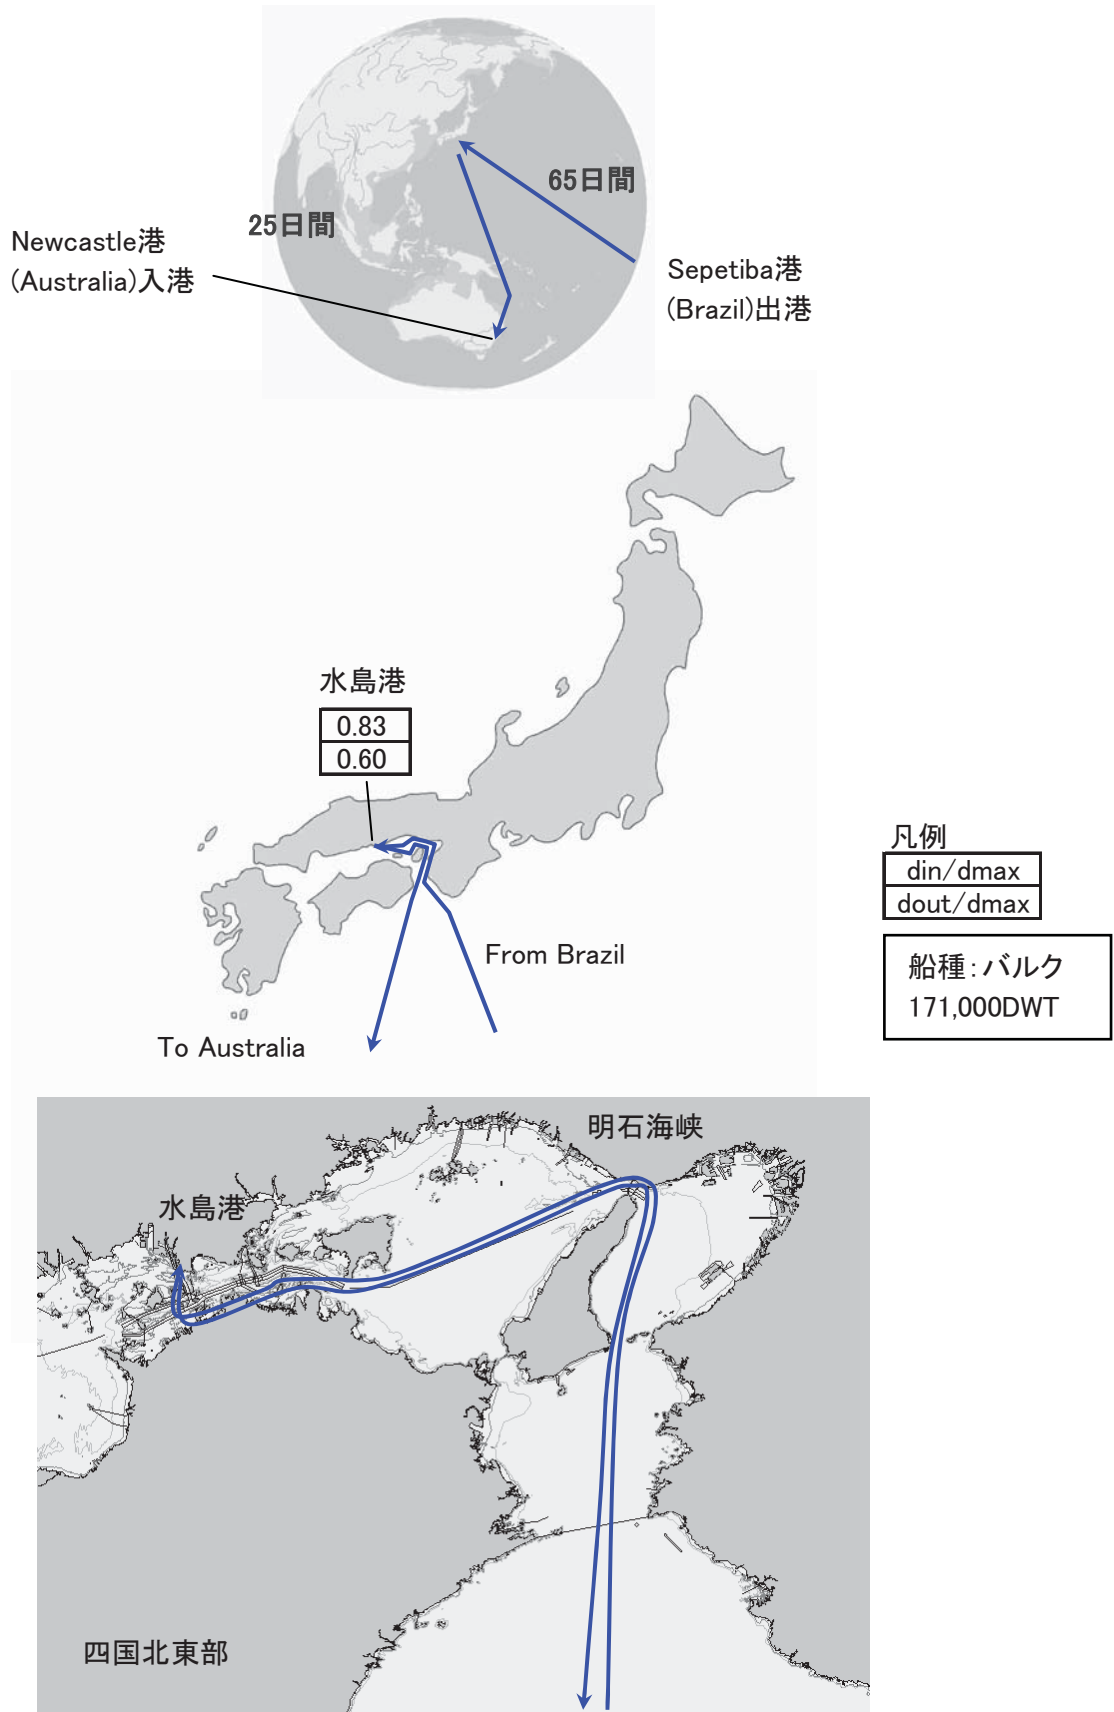 65日間
25日間
Newcastle港
(Australia)入港
Sepetiba港
(Brazil)出港
水島港
0.83
0.60
凡例
din/dmax
dout/dmax
From Brazil
船種：バルク
171,000DWT
To Australia
明石海峡
水島港
四国北東部